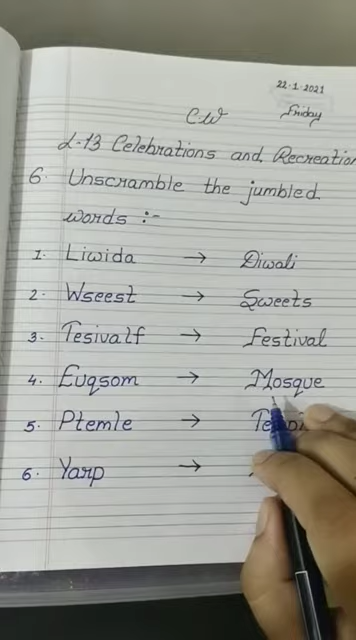 22.1.2021
CW Friday
L-13 Celebrations and Recreation
6. Unscramble the jumbled
words :-
1. Liwida → Diwali
2. Wseest → Sweets
3. Tesivalf → Festival
4. Euqsom → Mosque
5. Ptemle →
6. Yarp →